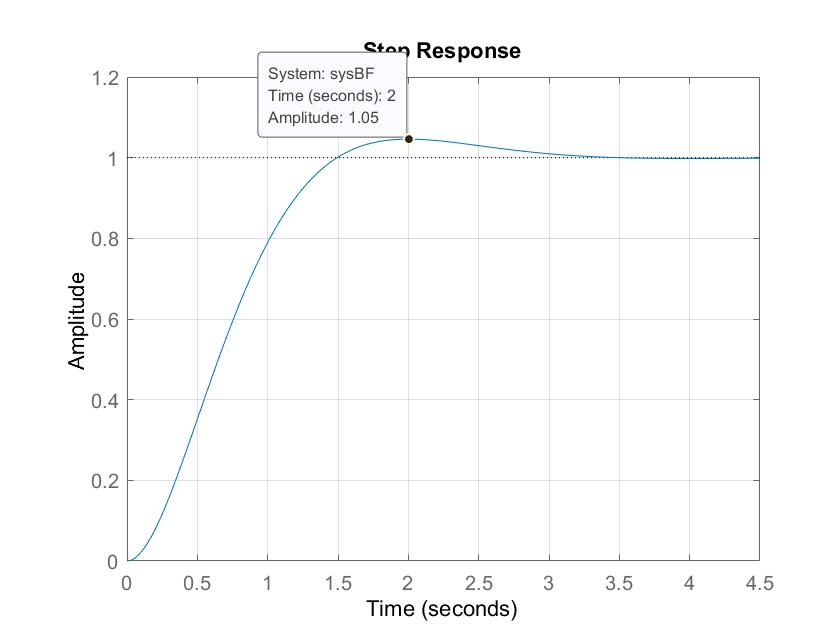 Step Response
System: sysBF
Time (seconds): 2
Amplitude: 1.05
1.2
1
0.8
0.6
0.4
0.2
0
Amplitude
0 0.5 1 1.5 2 2.5 3 3.5 4 4.5
Time (seconds)